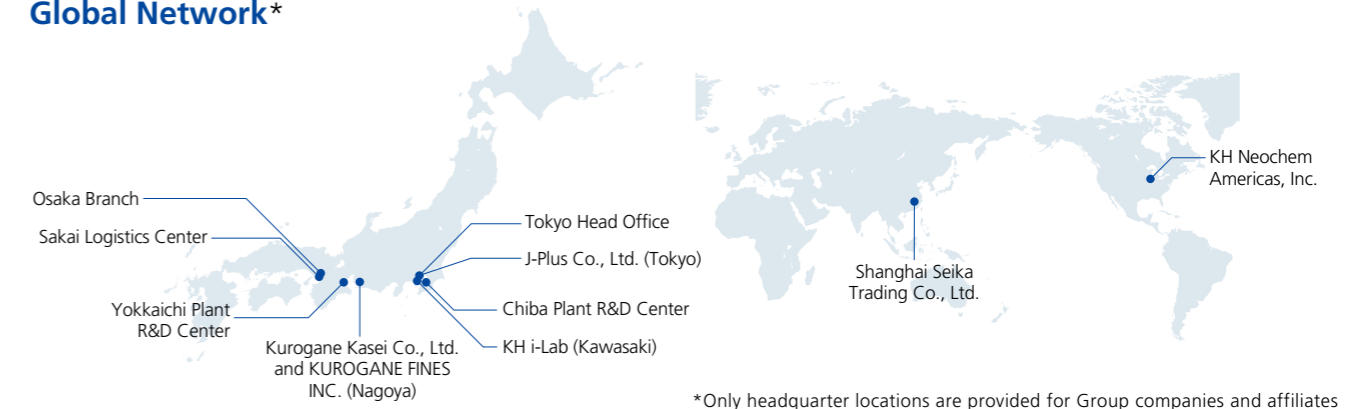 Global Network*
Osaka Branch
Sakai Logistics Center
Yokkaichi Plant
R&D Center
Kurogane Kasei Co., Ltd.
and KUROGANE FINES
INC. (Nagoya)
Tokyo Head Office
J-Plus Co., Ltd. (Tokyo)
Chiba Plant R&D Center
KH i-Lab (Kawasaki)
Shanghai Seika
Trading Co., Ltd.
KH Neochem
Americas, Inc.
*Only headquarter locations are provided for Group companies and affiliates